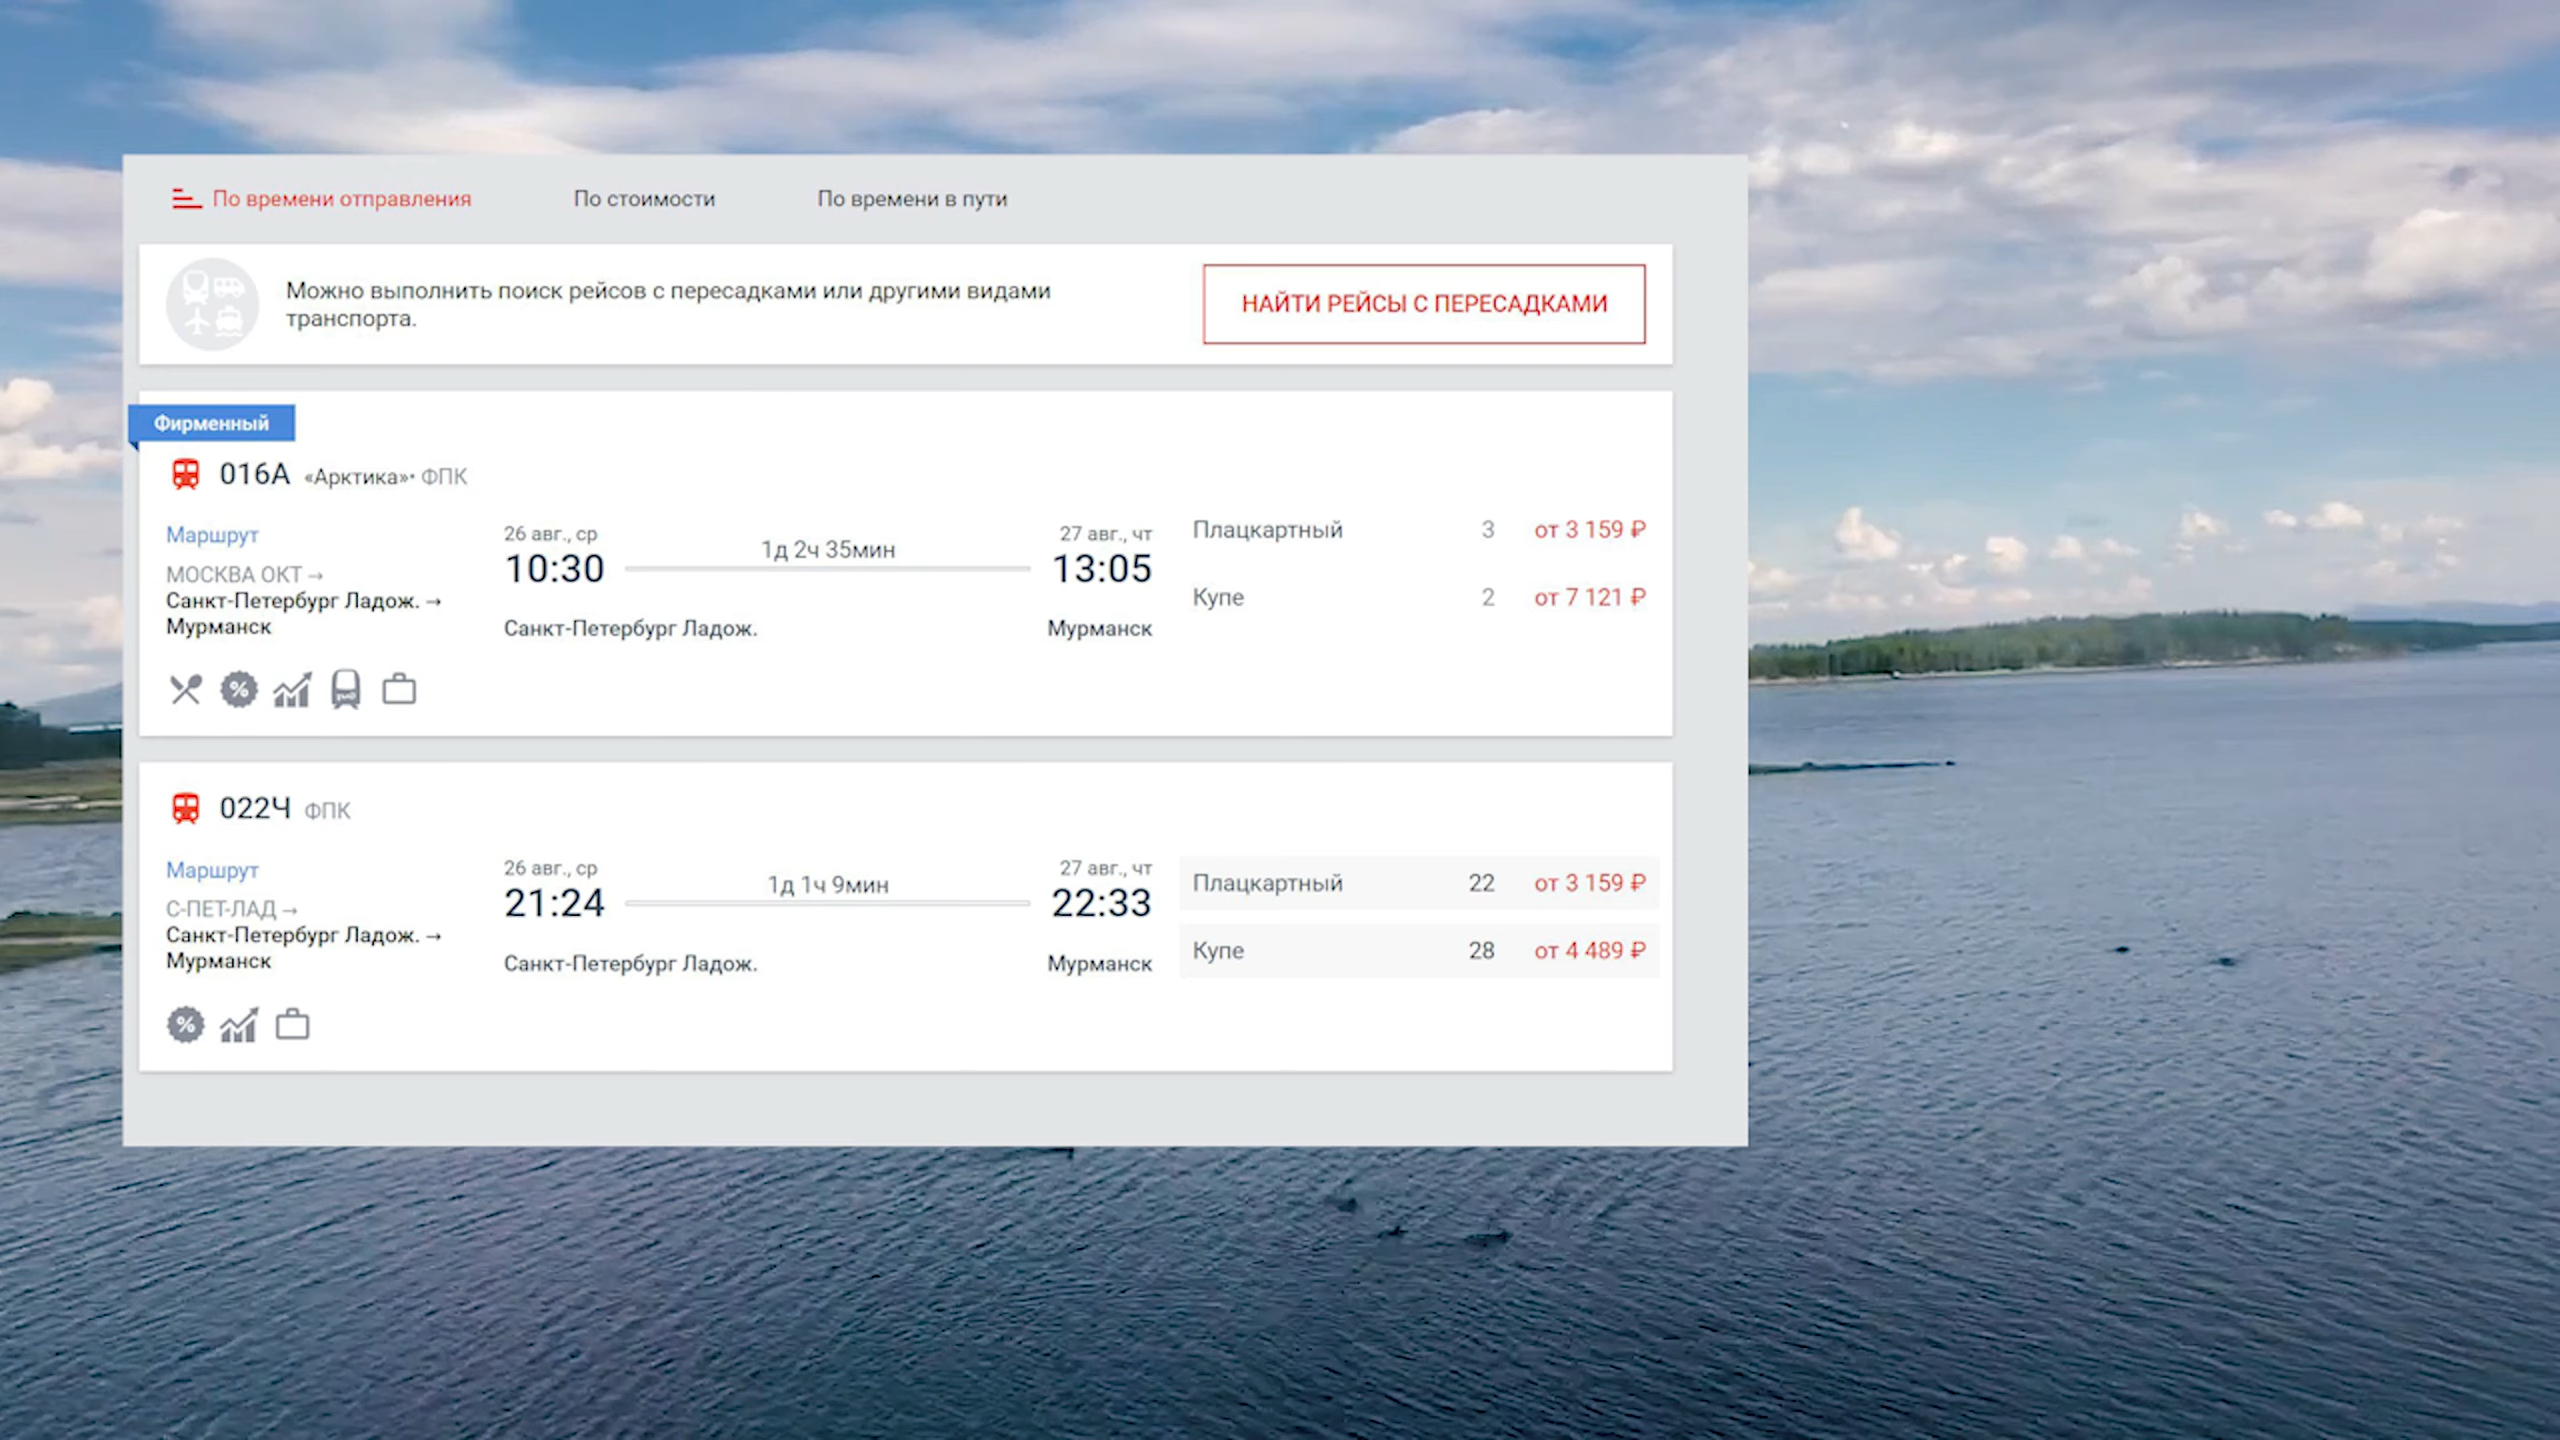 По времени отправления По стоимости По времени в пути
Можно выполнить поиск рейсов с пересадками или другими видами
транспорта.
НАЙТИ РЕЙСЫ С ПЕРЕСАДКАМИ
Фирменный
016А «Арктика»• ФПК
Маршрут
МОСКВА ОКТ →
Санкт-Петербург Ладож. →
Мурманск
26 авг., ср
10:30
Санкт-Петербург Ладож.
1д 2ч 35мин
27 авг., чт
13:05
Мурманск
Плацкартный 3 от 3 159 ₽
Купе 2 от 7 121 ₽
%
022Ч ФПК
Маршрут
С-ПЕТ-ЛАД →
Санкт-Петербург Ладож. →
Мурманск
26 авг., ср
21:24
Санкт-Петербург Ладож.
1д 1ч 9мин
27 авг., чт
22:33
Мурманск
Плацкартный 22 от 3 159 ₽
Купе 28 от 4 489 ₽
%